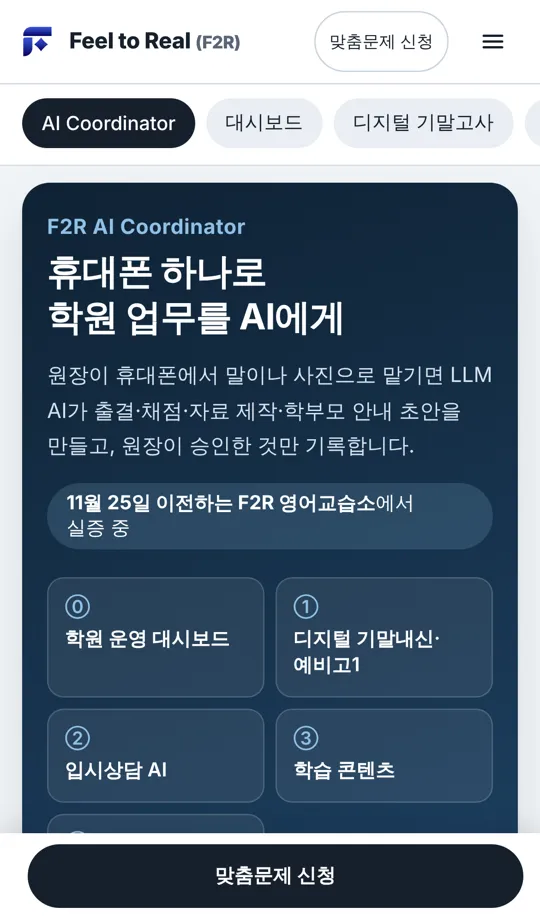 Feel to Real (F2R)
맞춤문제 신청
AI Coordinator
대시보드
디지털 기말고사
F2R AI Coordinator
휴대폰 하나로
학원 업무를 AI에게
원장이 휴대폰에서 말이나 사진으로 맡기면 LLM
AI가 출결·채점·자료 제작·학부모 안내 초안을
만들고, 원장이 승인한 것만 기록합니다.
11월 25일 이전하는 F2R 영어교습소에서
실증 중
⓪
학원 운영 대시보드
①
디지털 기말내신·
예비고1
②
입시상담 AI
③
학습 콘텐츠
맞춤문제 신청